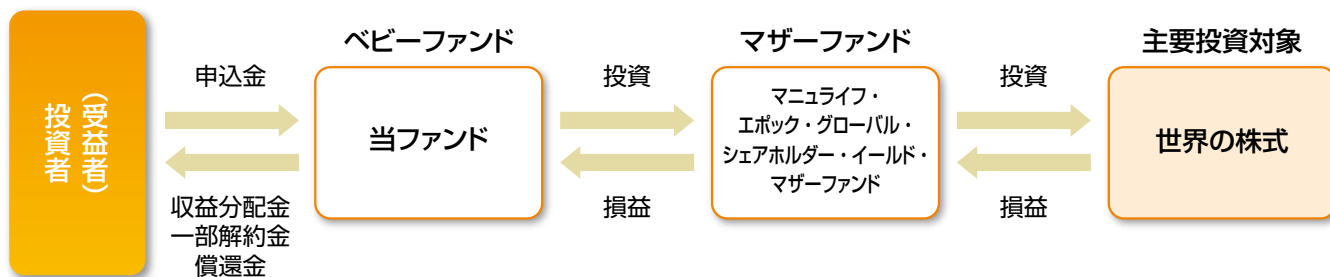 投資者
（受益者）
申込金
収益分配金
一部解約金
償還金
ベビーファンド
当ファンド
投資
損益
マザーファンド
マニュライフ・
エポック・グローバル・
シェアホルダー・イールド・
マザーファンド
投資
損益
主要投資対象
世界の株式